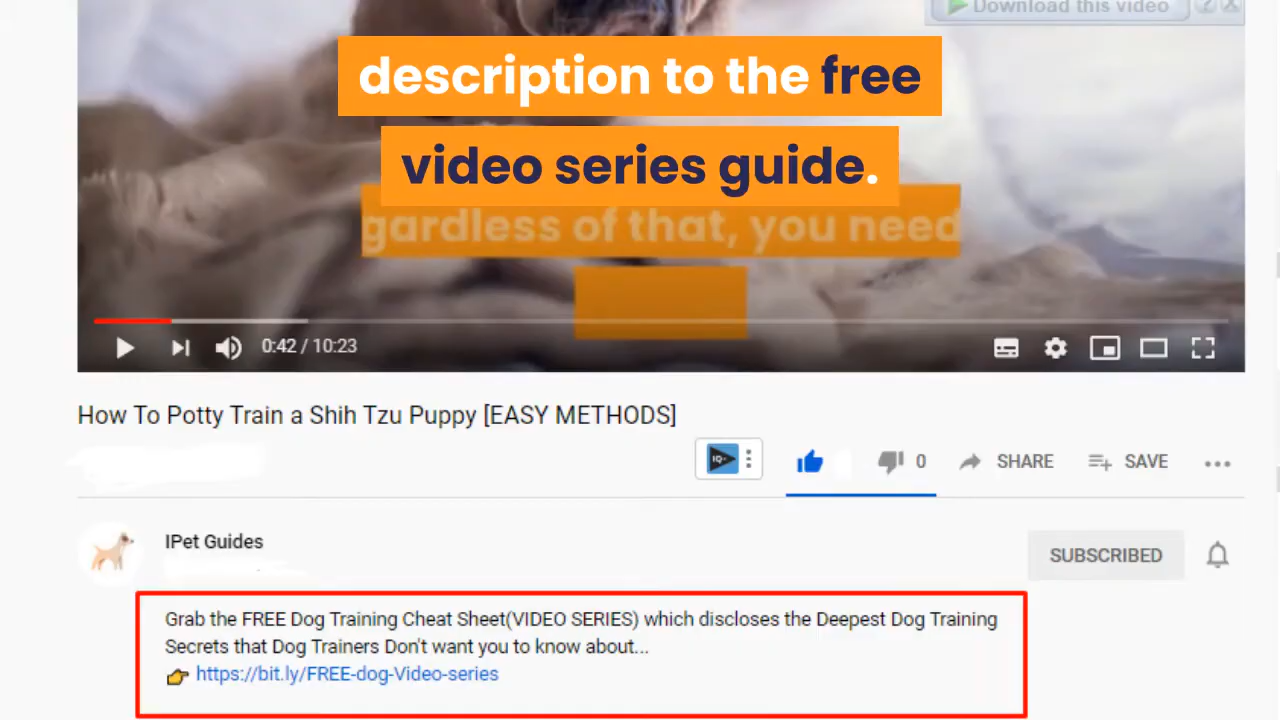 Download this video
description to the free
video series guide.
gardless of that, you need
0:42 / 10:23
How To Potty Train a Shih Tzu Puppy [EASY METHODS]
IQ
0
SHARE
SAVE
IPet Guides
SUBSCRIBED
Grab the FREE Dog Training Cheat Sheet(VIDEO SERIES) which discloses the Deepest Dog Training
Secrets that Dog Trainers Don't want you to know about...
👉 https://bit.ly/FREE-dog-Video-series